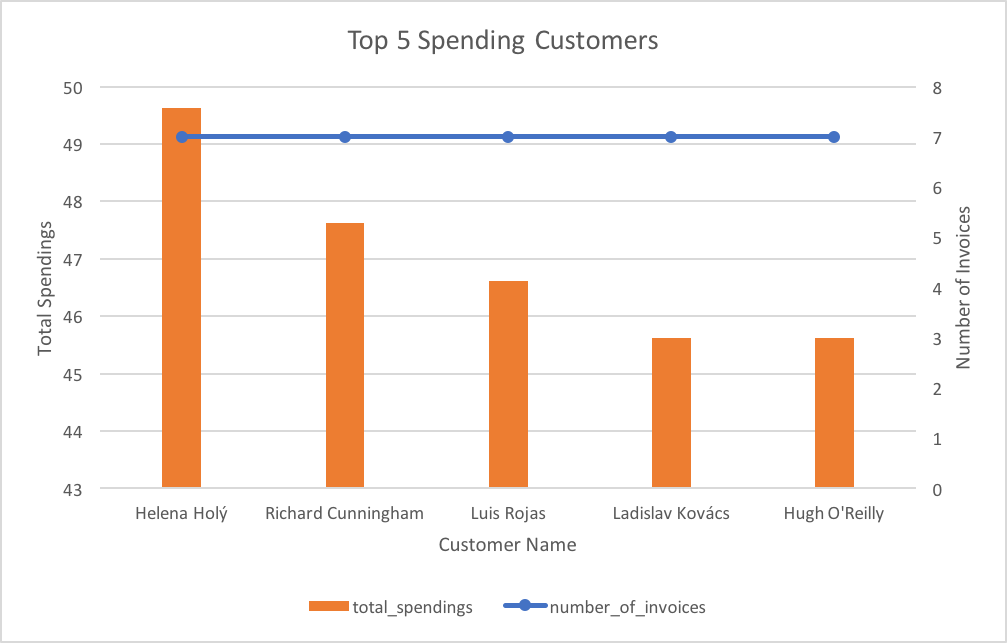 Top 5 Spending Customers
50
49
48
47
46
45
44
43
Total Spendings
8
7
6
5
4
3
2
1
0
Number of Invoices
Helena Holý Richard Cunningham Luis Rojas Ladislav Kovács Hugh O'Reilly
Customer Name
total_spendings number_of_invoices